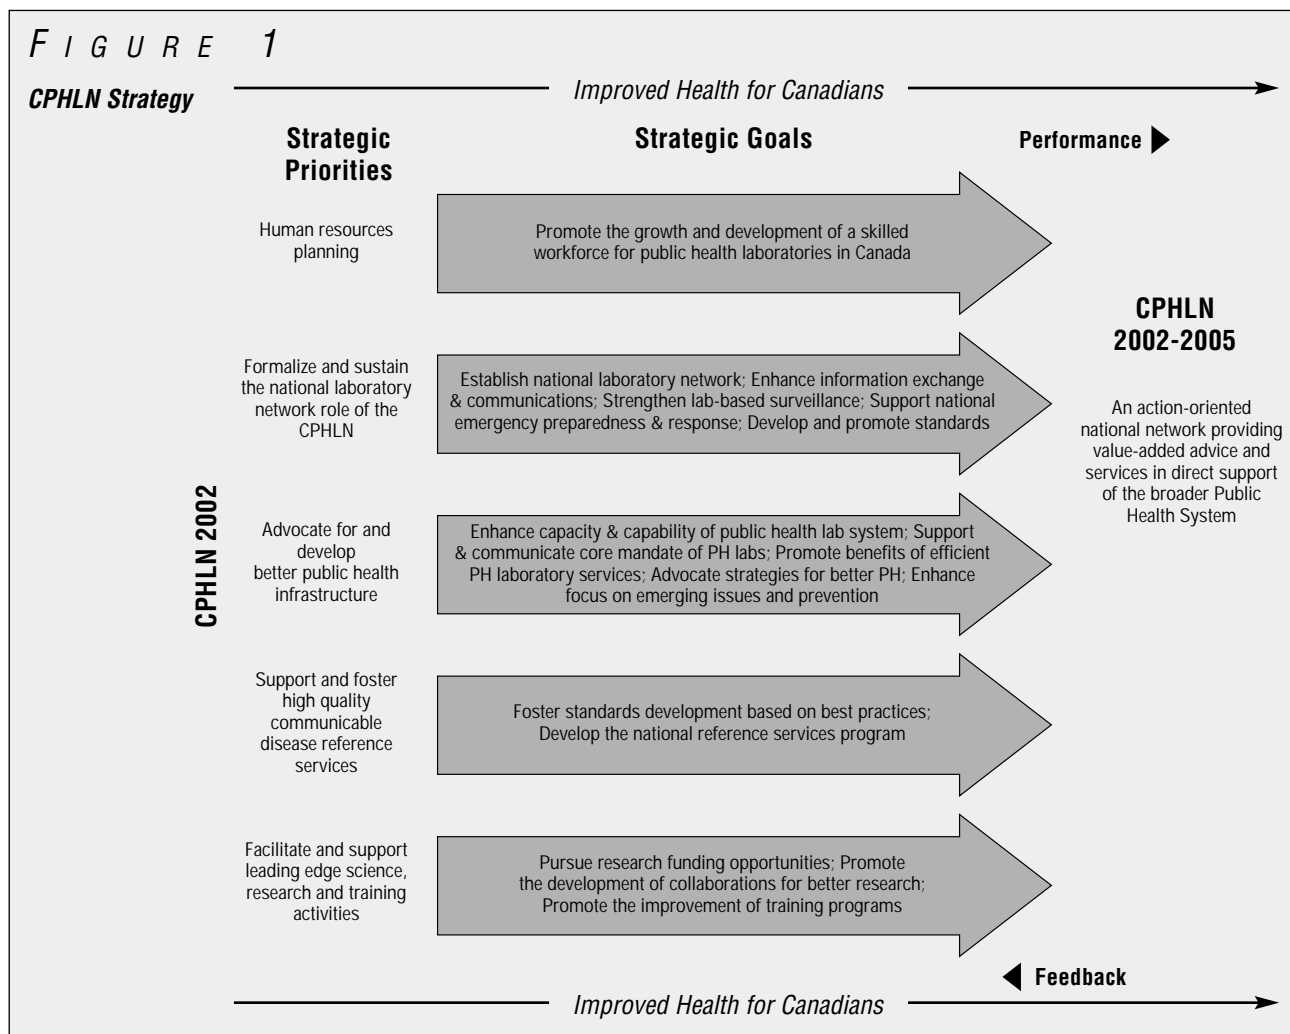 FIGURE 1
CPHLN Strategy
Improved Health for Canadians
Strategic
Priorities
Strategic Goals
Performance
Human resources
planning
Promote the growth and development of a skilled
workforce for public health laboratories in Canada
Formalize and sustain
the national laboratory
network role of the
CPHLN
Establish national laboratory network; Enhance information exchange
& communications; Strengthen lab-based surveillance; Support national
emergency preparedness & response; Develop and promote standards
CPHLN 2002
Advocate for and
develop
better public health
infrastructure
Enhance capacity & capability of public health lab system; Support
& communicate core mandate of PH labs; Promote benefits of efficient
PH laboratory services; Advocate strategies for better PH; Enhance
focus on emerging issues and prevention
Support and foster
high quality
communicable
disease reference
services
Foster standards development based on best practices;
Develop the national reference services program
Facilitate and support
leading edge science,
research and training
activities
Pursue research funding opportunities; Promote
the development of collaborations for better research;
Promote the improvement of training programs
CPHLN
2002-2005
An action-oriented
national network providing
value-added advice and
services in direct support
of the broader Public
Health System
Feedback
Improved Health for Canadians